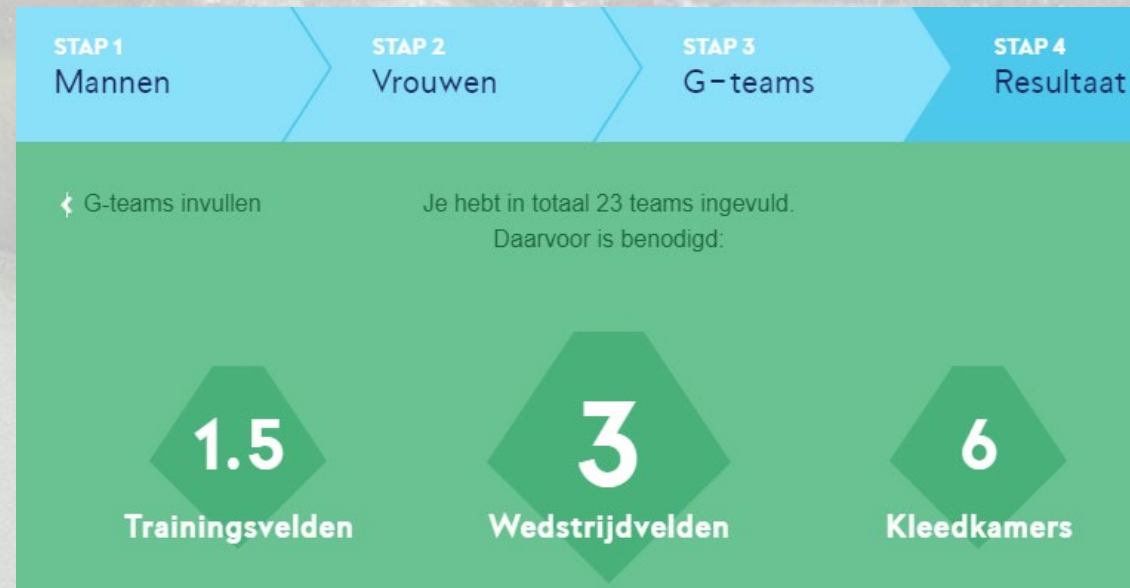 STAP 1
Mannen
STAP 2
Vrouwen
STAP 3
G-teams
STAP 4
Resultaat
G-teams invullen
Je hebt in totaal 23 teams ingevuld.
Daarvoor is benodigd:
1.5
Trainingsvelden
3
Wedstrijdvelden
6
Kleedkamers